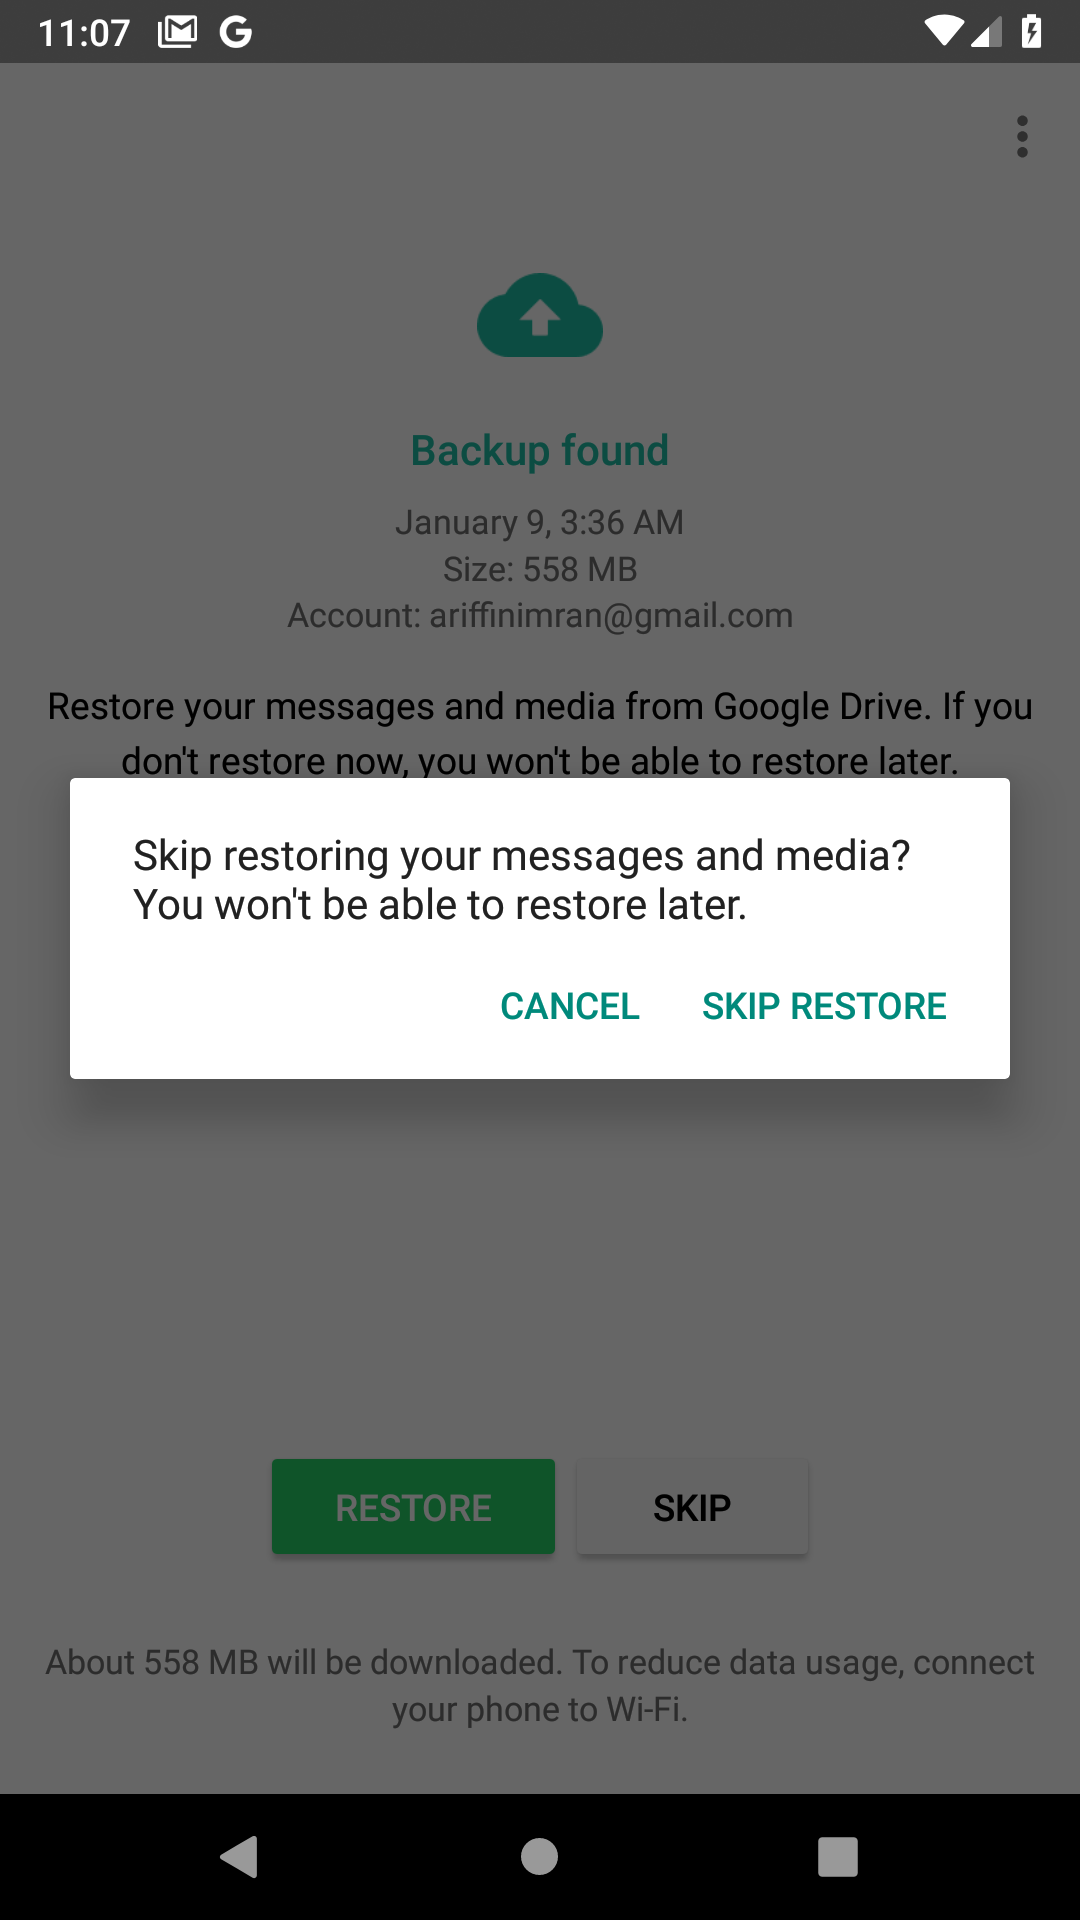 11:07
Backup found
January 9, 3:36 AM
Size: 558 MB
Account: ariffinimran@gmail.com
Restore your messages and media from Google Drive. If you
don't restore now, you won't be able to restore later.
Skip restoring your messages and media?
You won't be able to restore later.
CANCEL SKIP RESTORE
RESTORE SKIP
About 558 MB will be downloaded. To reduce data usage, connect
your phone to Wi-Fi.